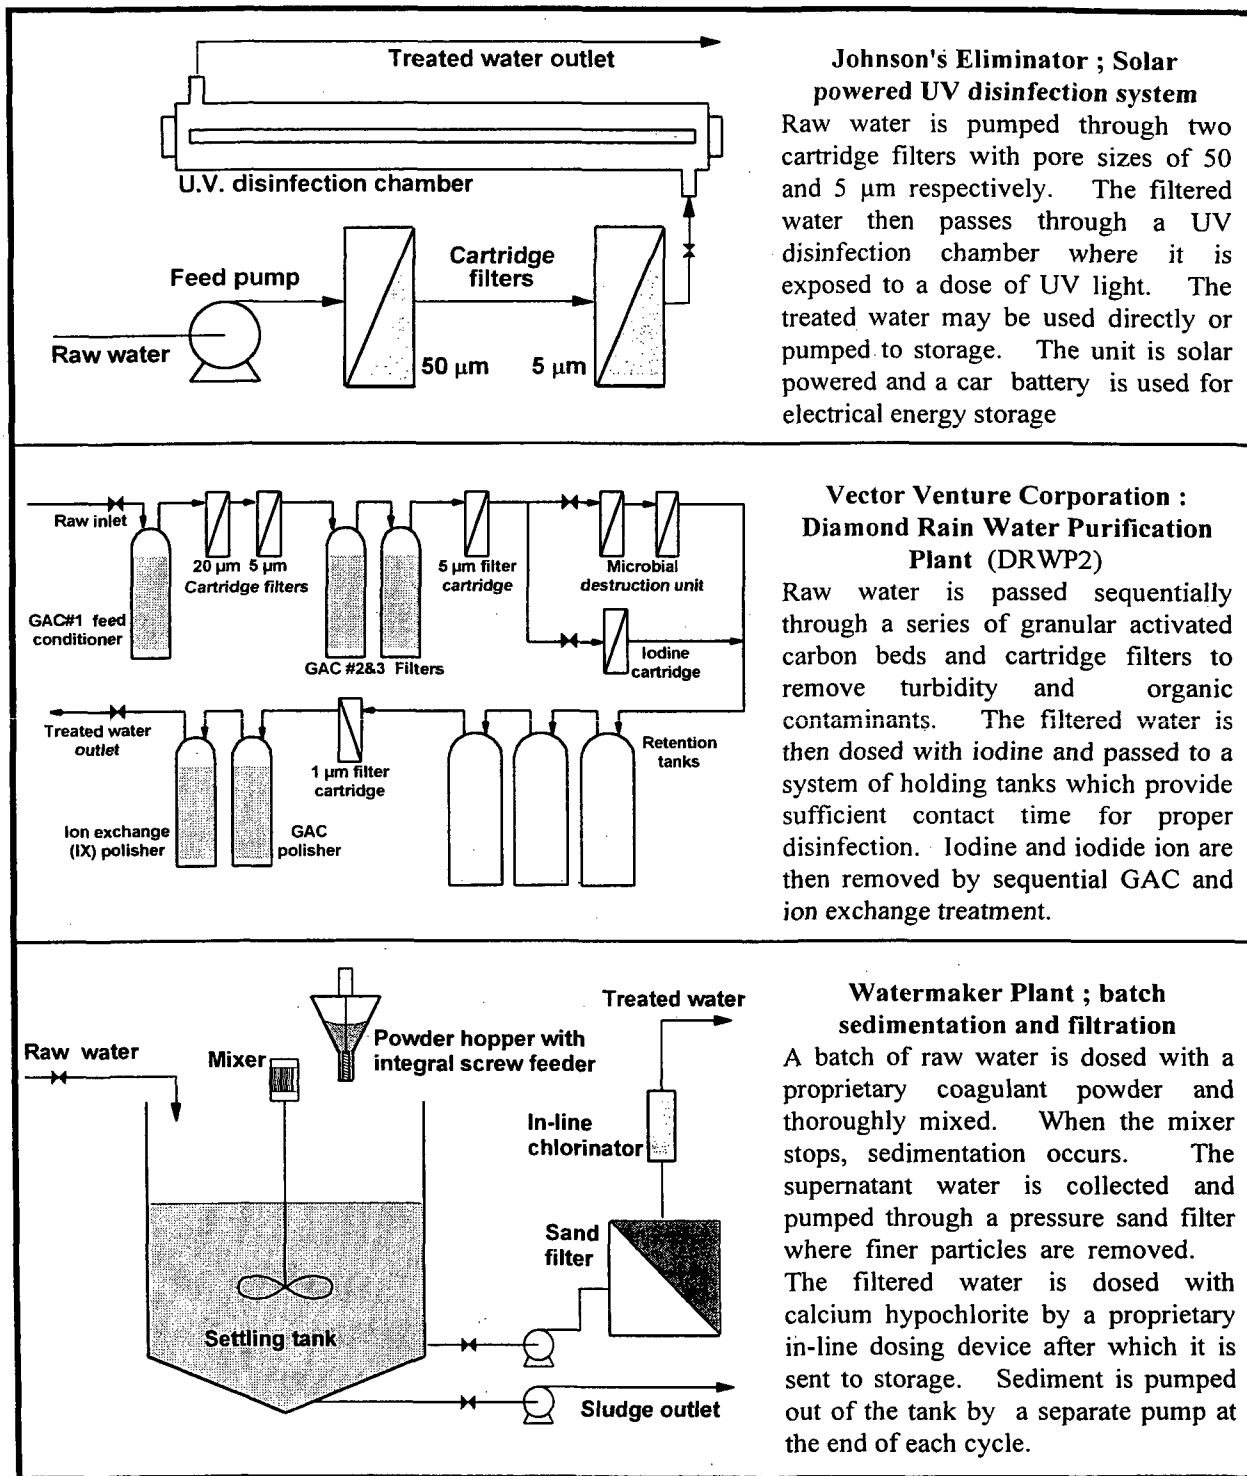 Treated water outlet
U.V. disinfection chamber
Feed pump
Cartridge
filters
Raw water
50 μm
5 μm
Johnson's Eliminator ; Solar
powered UV disinfection system
Raw water is pumped through two
cartridge filters with pore sizes of 50
and 5 μm respectively. The filtered
water then passes through a UV
disinfection chamber where it is
exposed to a dose of UV light. The
treated water may be used directly or
pumped to storage. The unit is solar
powered and a car battery is used for
electrical energy storage
Raw inlet
20 μm 5 μm
Cartridge filters
5 μm filter
cartridge
Microbial
destruction unit
GAC#1 feed
conditioner
GAC #2&3 Filters
Iodine
cartridge
Treated water
outlet
1 μm filter
cartridge
Retention
tanks
Ion exchange
(IX) polisher
GAC
polisher
Vector Venture Corporation :
Diamond Rain Water Purification
Plant (DRWP2)
Raw water is passed sequentially
through a series of granular activated
carbon beds and cartridge filters to
remove turbidity and organic
contaminants. The filtered water is
then dosed with iodine and passed to a
system of holding tanks which provide
sufficient contact time for proper
disinfection. Iodine and iodide ion are
then removed by sequential GAC and
ion exchange treatment.
Raw water
Mixer
Powder hopper with
integral screw feeder
Treated water
In-line
chlorinator
Sand
filter
Settling tank
Sludge outlet
Watermaker Plant ; batch
sedimentation and filtration
A batch of raw water is dosed with a
proprietary coagulant powder and
thoroughly mixed. When the mixer
stops, sedimentation occurs. The
supernatant water is collected and
pumped through a pressure sand filter
where finer particles are removed.
The filtered water is dosed with
calcium hypochlorite by a proprietary
in-line dosing device after which it is
sent to storage. Sediment is pumped
out of the tank by a separate pump at
the end of each cycle.